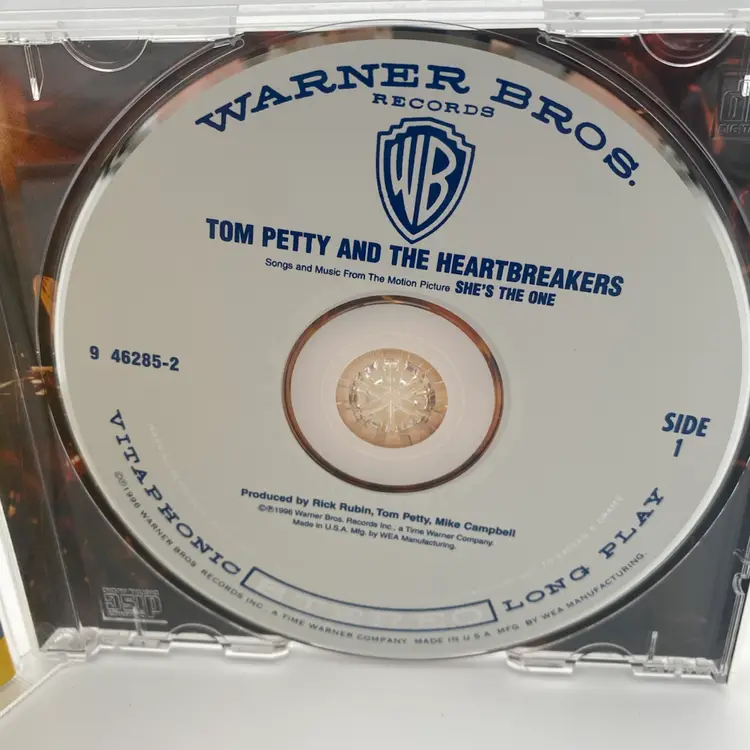 WARNER BROS.
RECORDS
WB
TOM PETTY AND THE HEARTBREAKERS
Songs and Music From The Motion Picture SHE'S THE ONE
9 46285-2
SIDE
1
Produced by Rick Rubin, Tom Petty, Mike Campbell
©℗1996 Warner Bros. Records Inc., a Time Warner Company.
Made in U.S.A. Mfg. by WEA Manufacturing.
VITAPHONIC STEREO LONG PLAY
©℗1996 WARNER BROS. RECORDS INC., A TIME WARNER COMPANY. MADE IN U.S.A. MFG. BY WEA MANUFACTURING.